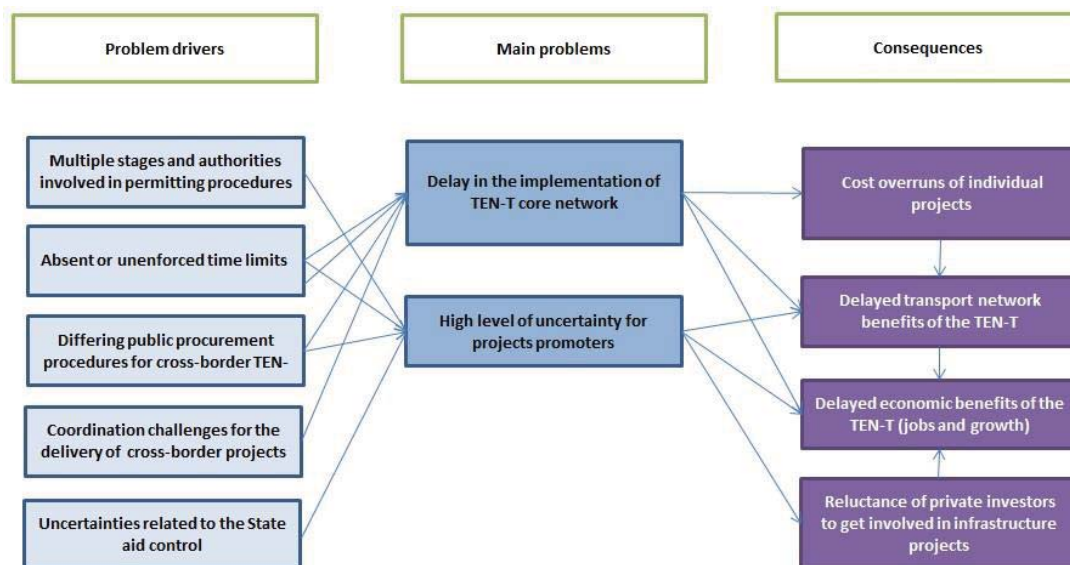 Problem drivers
Main problems
Consequences
Multiple stages and authorities
involved in permitting procedures
Absent or unenforced time limits
Differing public procurement
procedures for cross-border TEN-
Coordination challenges for the
delivery of cross-border projects
Uncertainties related to the State
aid control
Delay in the implementation of
TEN-T core network
High level of uncertainty for
projects promoters
Cost overruns of individual
projects
Delayed transport network
benefits of the TEN-T
Delayed economic benefits of the
TEN-T (jobs and growth)
Reluctance of private investors
to get involved in infrastructure
projects